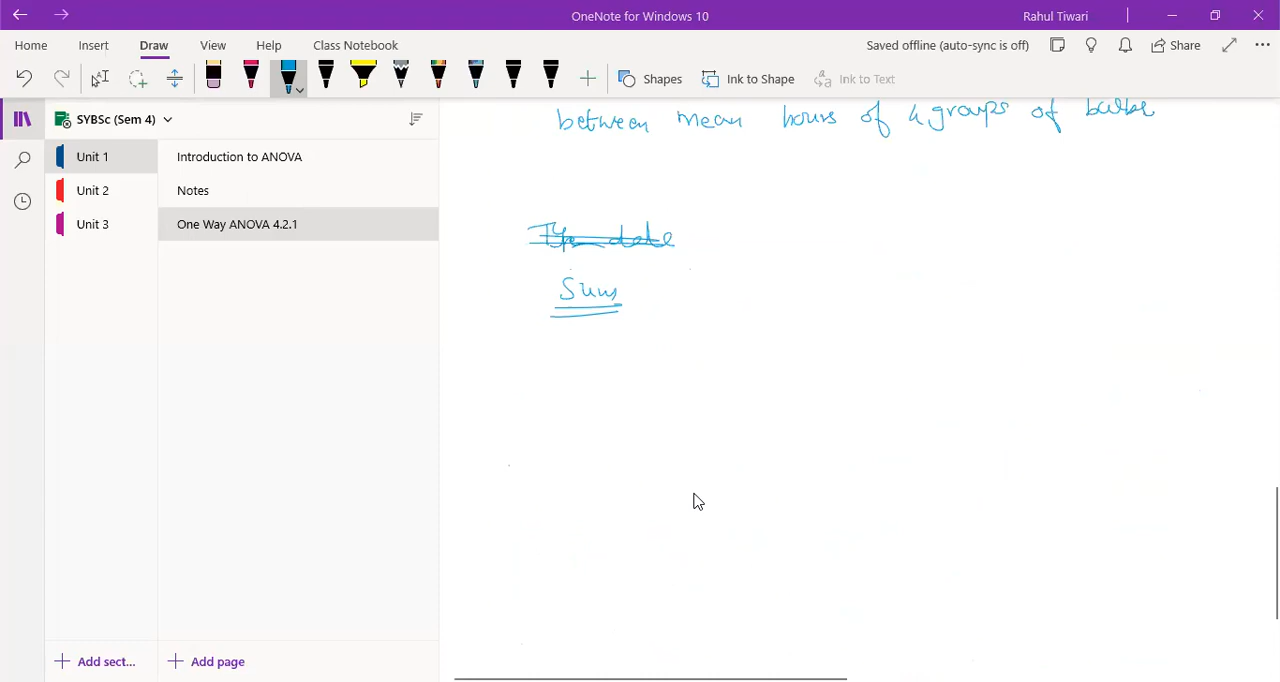 OneNote for Windows 10
Rahul Tiwari
Home Insert Draw View Help Class Notebook
Saved offline (auto-sync is off)
Share
Shapes Ink to Shape Ink to Text
SYBSc (Sem 4)
Unit 1
Unit 2
Unit 3
Introduction to ANOVA
Notes
One Way ANOVA 4.2.1
between mean hours of 4 groups of
Sums
Add sect... Add page